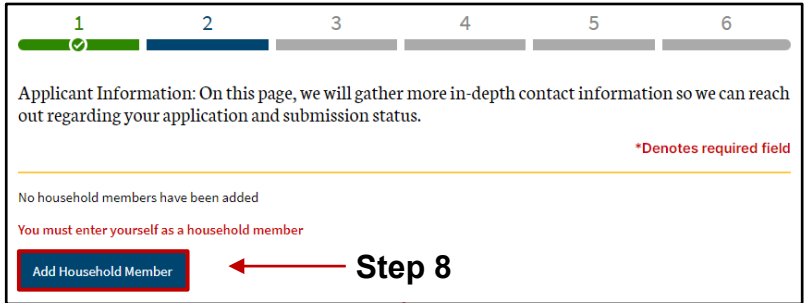 1 2 3 4 5 6
Applicant Information: On this page, we will gather more in-depth contact information so we can reach
out regarding your application and submission status.
*Denotes required field
No household members have been added
You must enter yourself as a household member
Add Household Member
Step 8